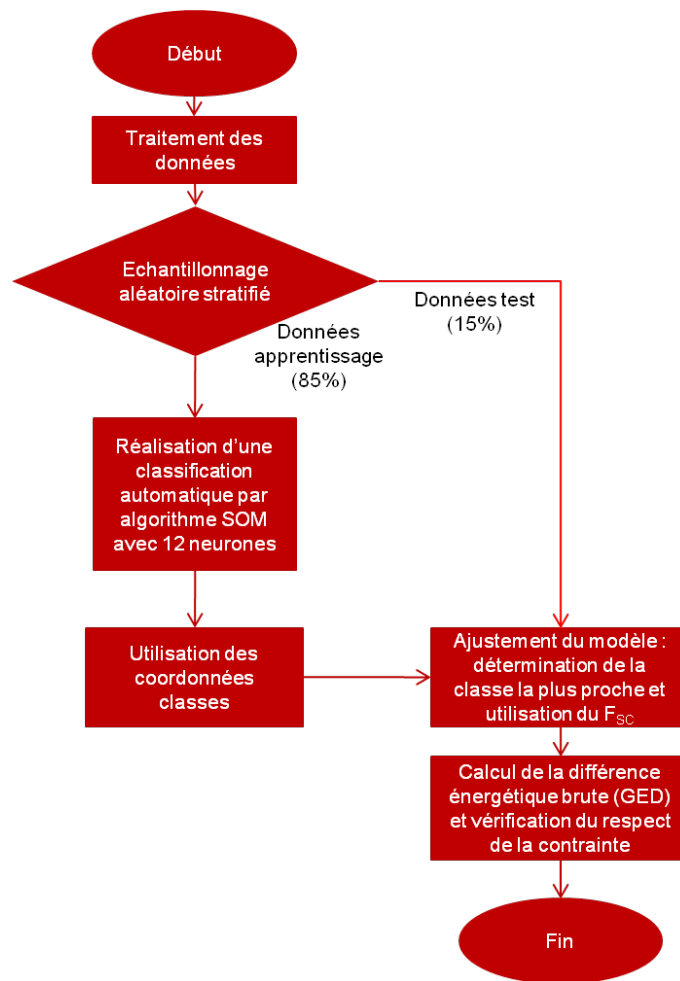 Début
Traitement des
données
Echantillonnage
aléatoire stratifié
Données test
(15%)
Données
apprentissage
(85%)
Réalisation d'une
classification
automatique par
algorithme SOM
avec 12 neurones
Utilisation des
coordonnées
classes
Ajustement du modèle :
détermination de la
classe la plus proche et
utilisation du FSC
Calcul de la différence
énergétique brute (GED)
et vérification du respect
de la contrainte
Fin